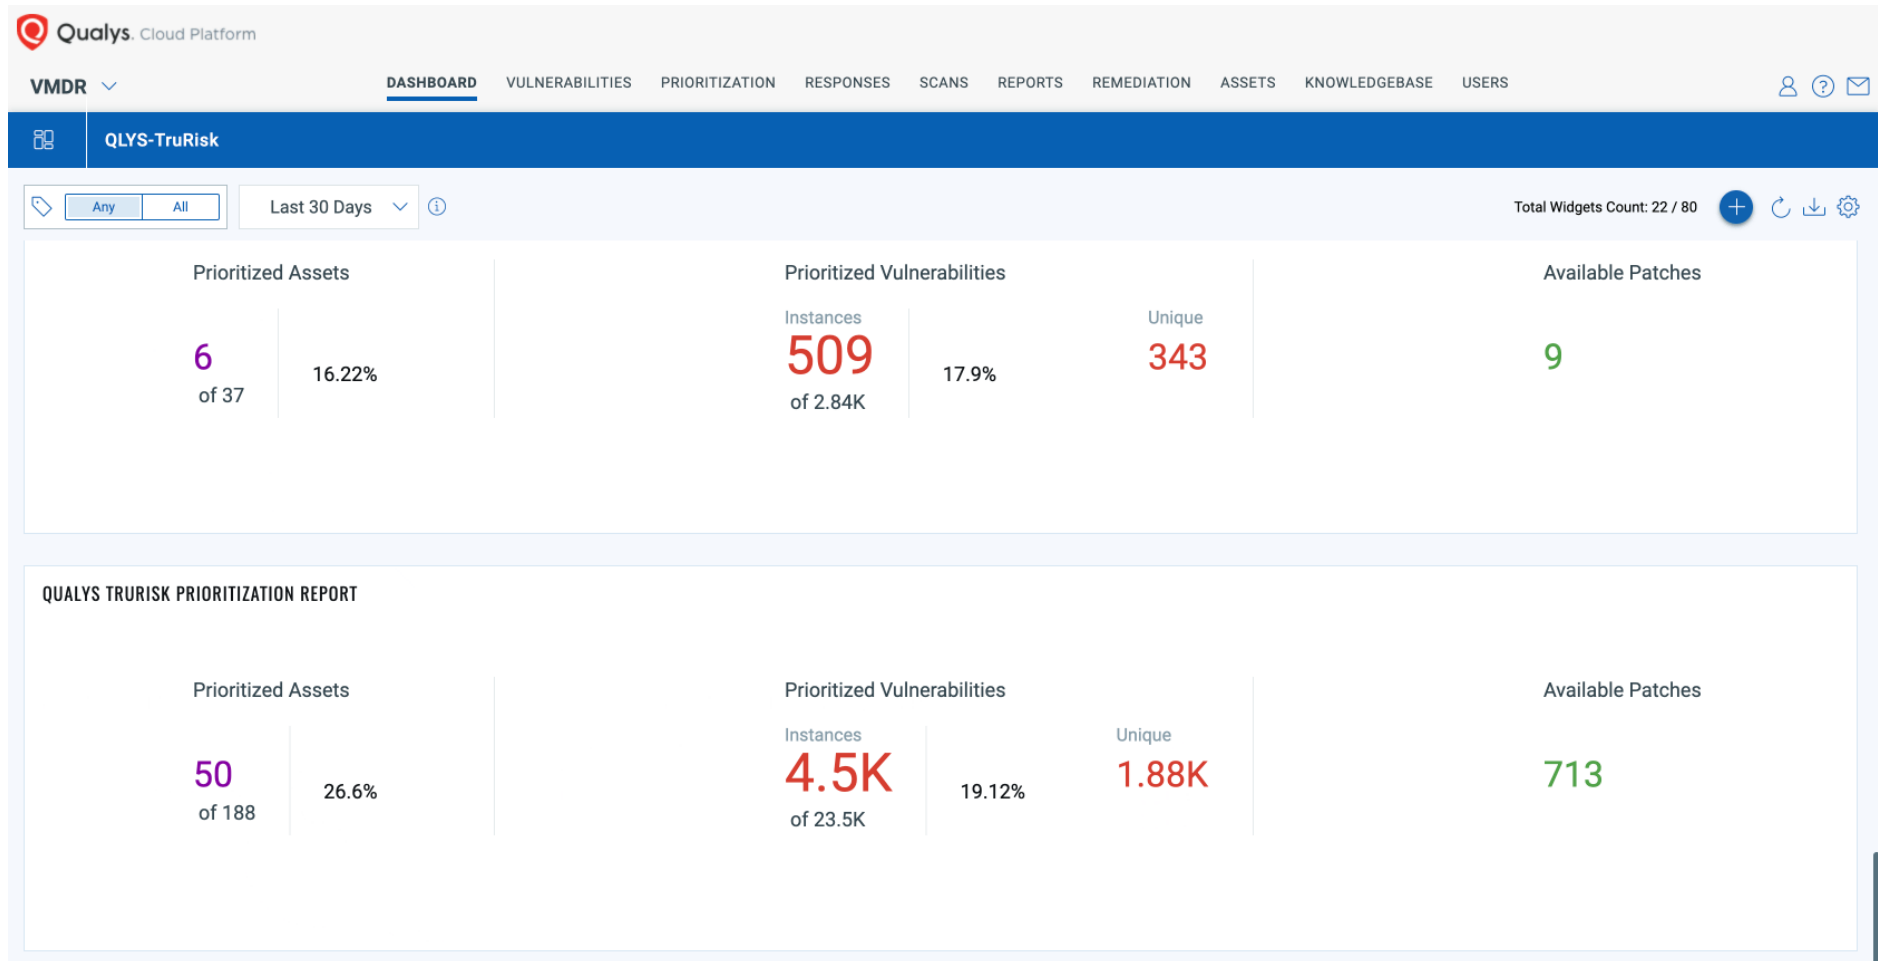 Qualys. Cloud Platform
VMDR
DASHBOARD VULNERABILITIES PRIORITIZATION RESPONSES SCANS REPORTS REMEDIATION ASSETS KNOWLEDGEBASE USERS
QLYS-TruRisk
Any All Last 30 Days Total Widgets Count: 22 / 80
Prioritized Assets Prioritized Vulnerabilities Available Patches
Instances Unique
6 509 343 9
16.22% 17.9%
of 37 of 2.84K
QUALYS TRURISK PRIORITIZATION REPORT
Prioritized Assets Prioritized Vulnerabilities Available Patches
Instances Unique
50 4.5K 1.88K 713
26.6% 19.12%
of 188 of 23.5K